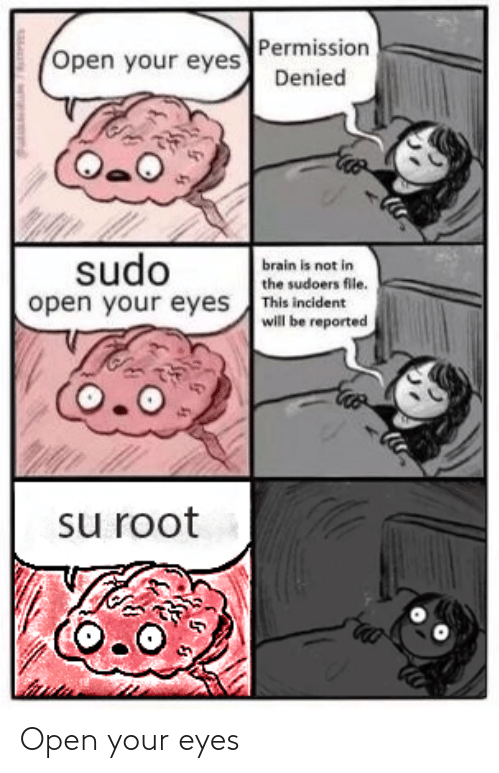 Open your eyes
Permission
Denied
sudo
open your eyes
brain is not in
the sudoers file.
This incident
will be reported
su root
Open your eyes